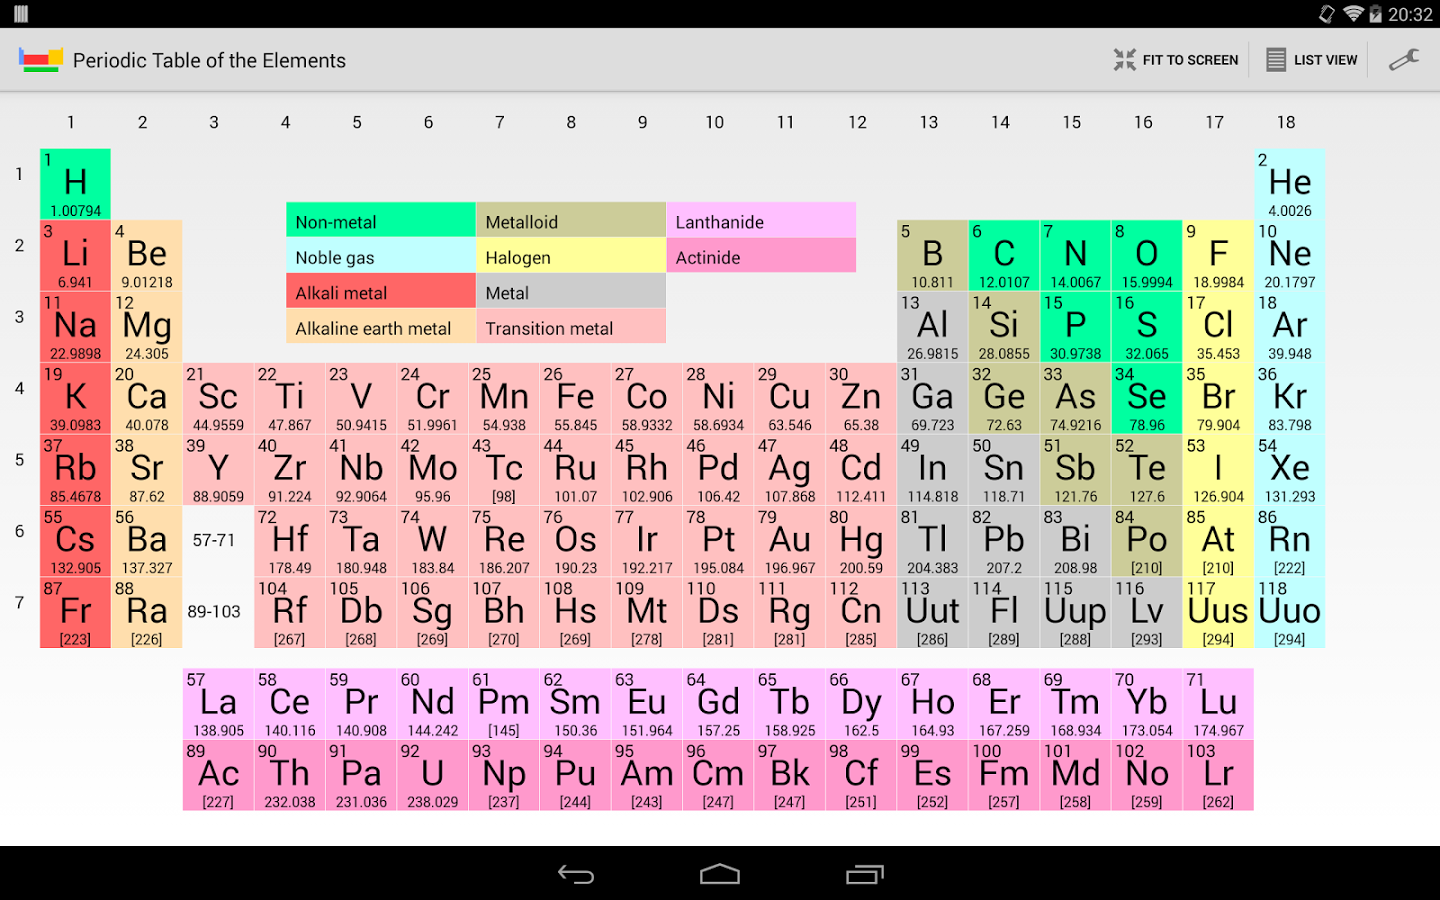 20:32
Periodic Table of the Elements FIT TO SCREEN LIST VIEW
1 2 3 4 5 6 7 8 9 10 11 12 13 14 15 16 17 18
1
1 2
H He
1.00794 4.0026
Non-metal Metalloid Lanthanide
Noble gas Halogen Actinide
Alkali metal Metal
Alkaline earth metal Transition metal
2
3 4 5 6 7 8 9 10
Li Be B C N O F Ne
6.941 9.01218 10.811 12.0107 14.0067 15.9994 18.9984 20.1797
3
11 12 13 14 15 16 17 18
Na Mg Al Si P S Cl Ar
22.9898 24.305 26.9815 28.0855 30.9738 32.065 35.453 39.948
4
19 20 21 22 23 24 25 26 27 28 29 30 31 32 33 34 35 36
K Ca Sc Ti V Cr Mn Fe Co Ni Cu Zn Ga Ge As Se Br Kr
39.0983 40.078 44.9559 47.867 50.9415 51.9961 54.938 55.845 58.9332 58.6934 63.546 65.38 69.723 72.63 74.9216 78.96 79.904 83.798
5
37 38 39 40 41 42 43 44 45 46 47 48 49 50 51 52 53 54
Rb Sr Y Zr Nb Mo Tc Ru Rh Pd Ag Cd In Sn Sb Te I Xe
85.4678 87.62 88.9059 91.224 92.9064 95.96 [98] 101.07 102.906 106.42 107.868 112.411 114.818 118.71 121.76 127.6 126.904 131.293
6
55 56 72 73 74 75 76 77 78 79 80 81 82 83 84 85 86
Cs Ba 57-71 Hf Ta W Re Os Ir Pt Au Hg Tl Pb Bi Po At Rn
132.905 137.327 178.49 180.948 183.84 186.207 190.23 192.217 195.084 196.967 200.59 204.383 207.2 208.98 [210] [210] [222]
7
87 88 104 105 106 107 108 109 110 111 112 113 114 115 116 117 118
Fr Ra 89-103 Rf Db Sg Bh Hs Mt Ds Rg Cn Uut Fl Uup Lv Uus Uuo
[223] [226] [267] [268] [269] [270] [269] [278] [281] [281] [285] [286] [289] [288] [293] [294] [294]
57 58 59 60 61 62 63 64 65 66 67 68 69 70 71
La Ce Pr Nd Pm Sm Eu Gd Tb Dy Ho Er Tm Yb Lu
138.905 140.116 140.908 144.242 [145] 150.36 151.964 157.25 158.925 162.5 164.93 167.259 168.934 173.054 174.967
89 90 91 92 93 94 95 96 97 98 99 100 101 102 103
Ac Th Pa U Np Pu Am Cm Bk Cf Es Fm Md No Lr
[227] 232.038 231.036 238.029 [237] [244] [243] [247] [247] [251] [252] [257] [258] [259] [262]